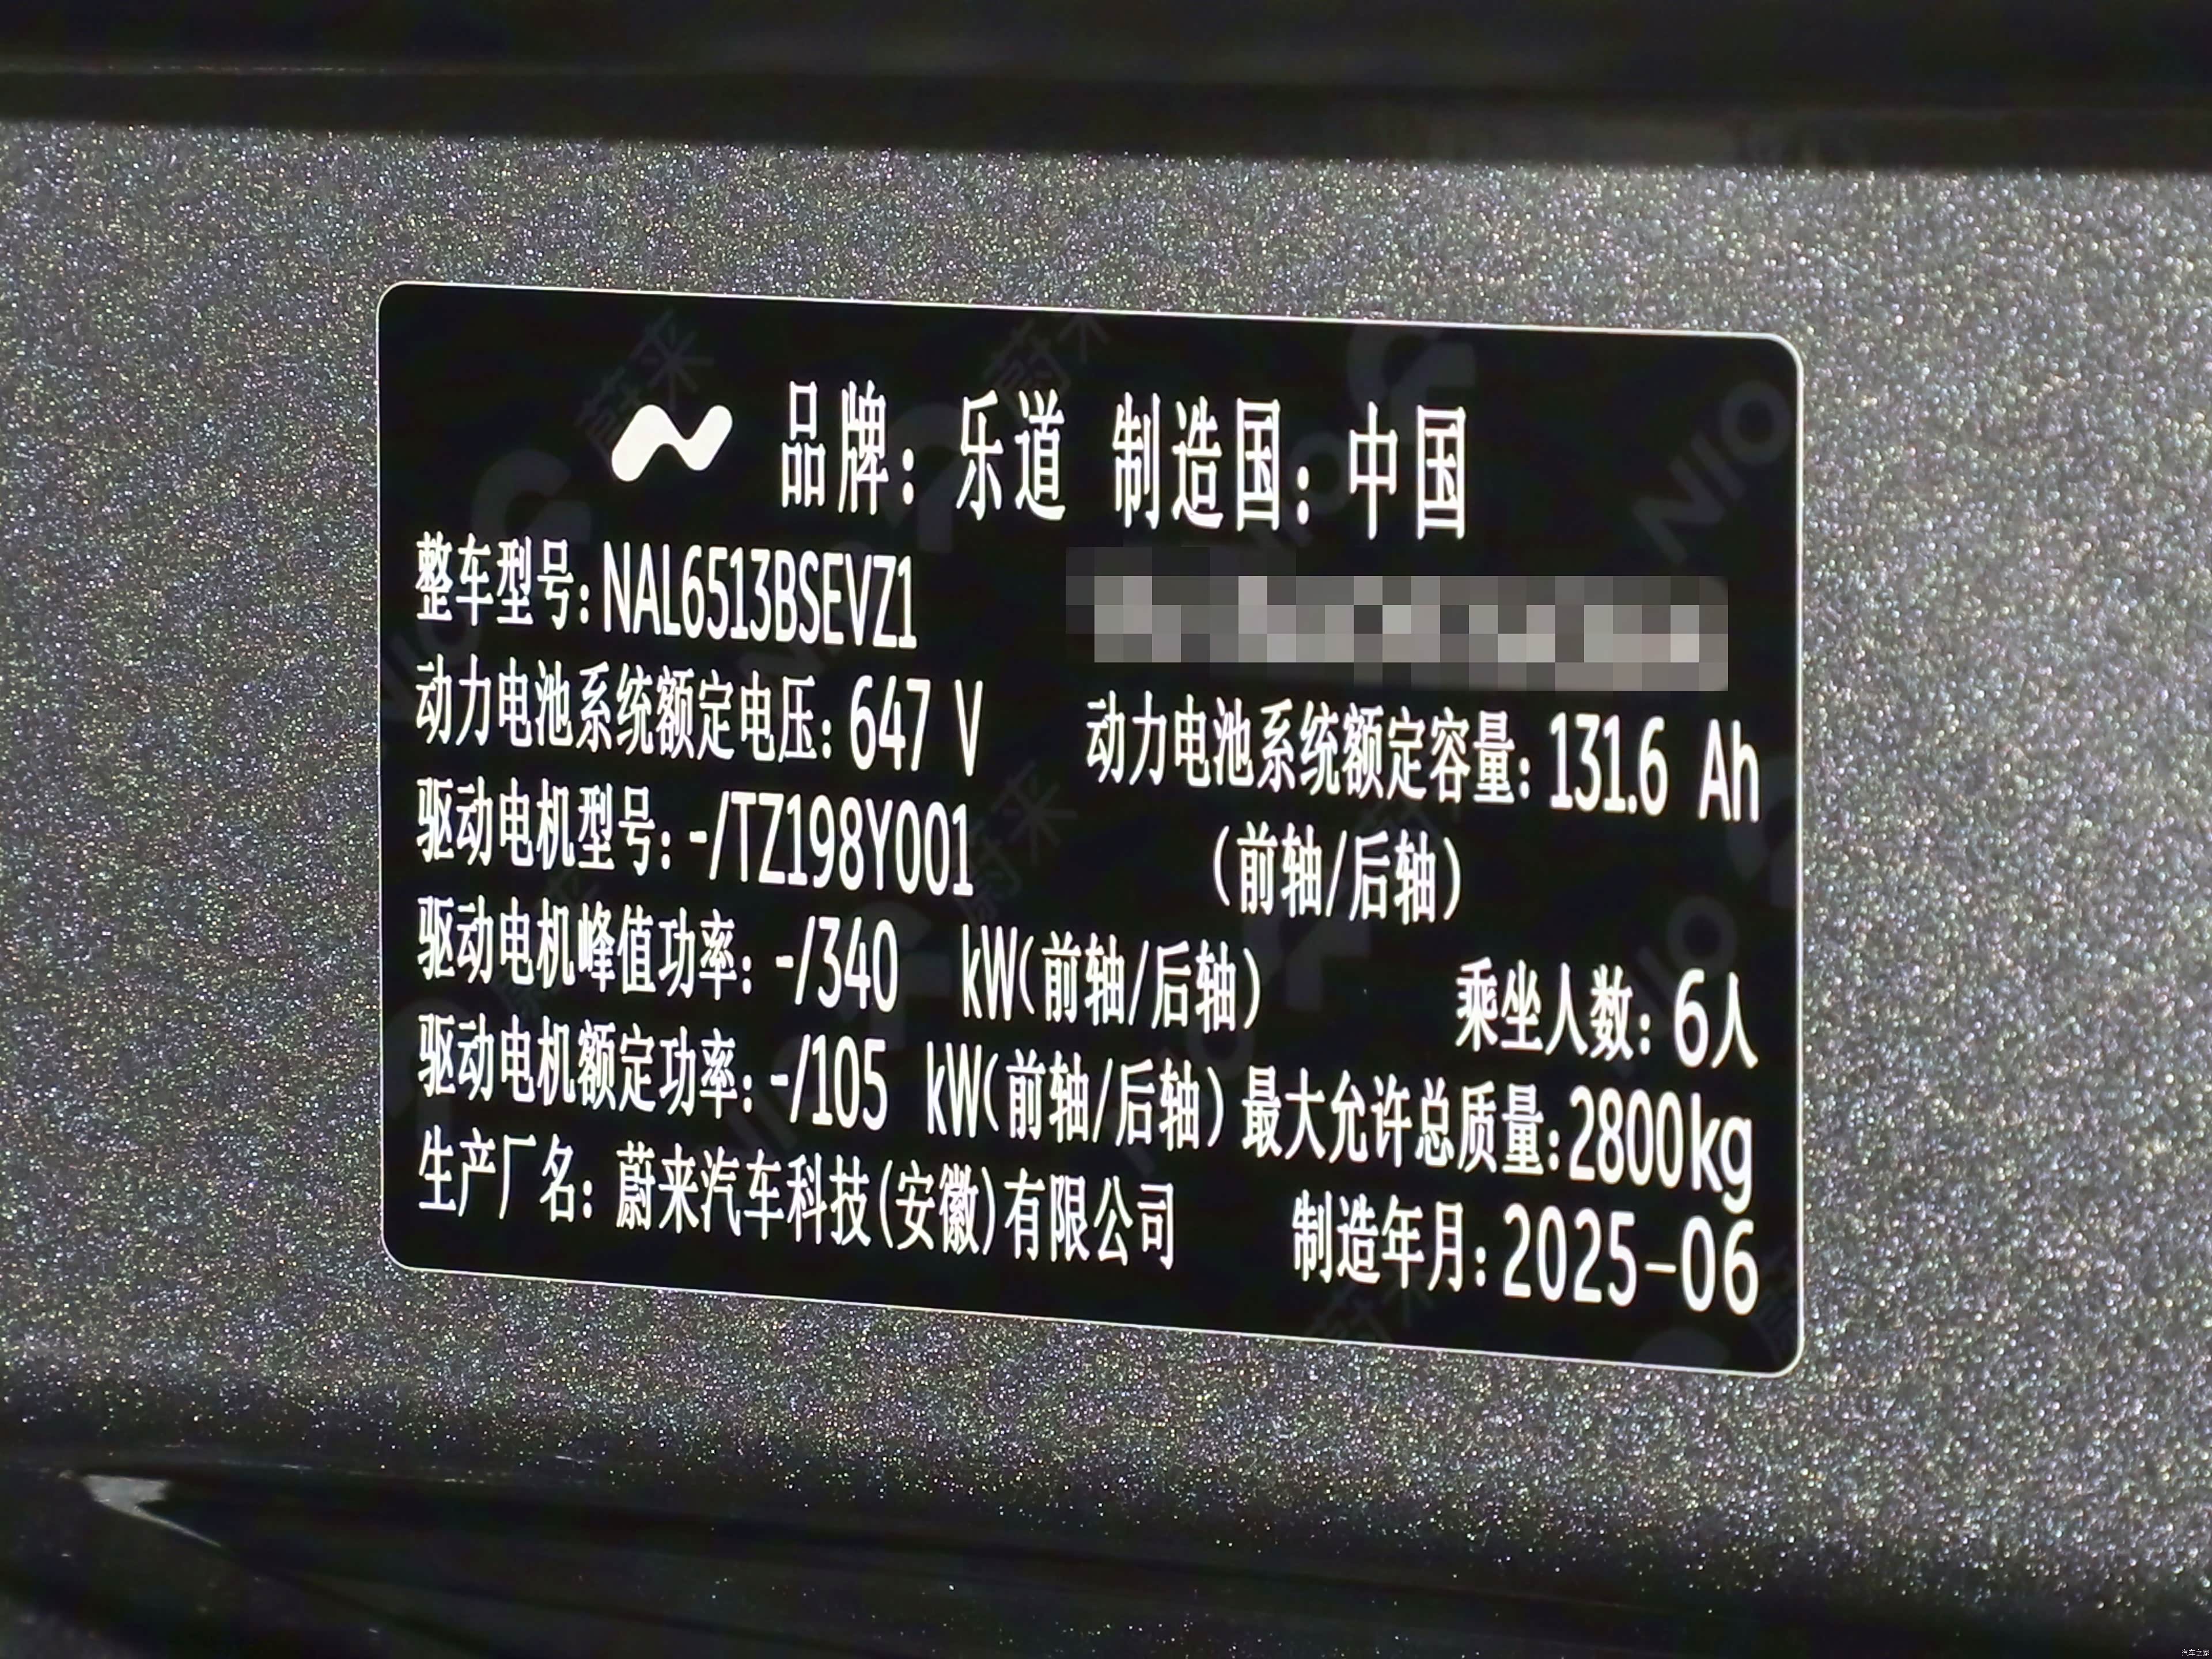 品牌：乐道 制造国：中国
整车型号：NAL6513BSEVZ1
动力电池系统额定电压：647 V 动力电池系统额定容量：131.6 Ah
驱动电机型号：-/TZ198Y001 (前轴/后轴)
驱动电机峰值功率：-/340 kW(前轴/后轴) 乘坐人数：6人
驱动电机额定功率：-/105 kW(前轴/后轴) 最大允许总质量：2800kg
生产厂名：蔚来汽车科技(安徽)有限公司 制造年月：2025-06
汽车之家